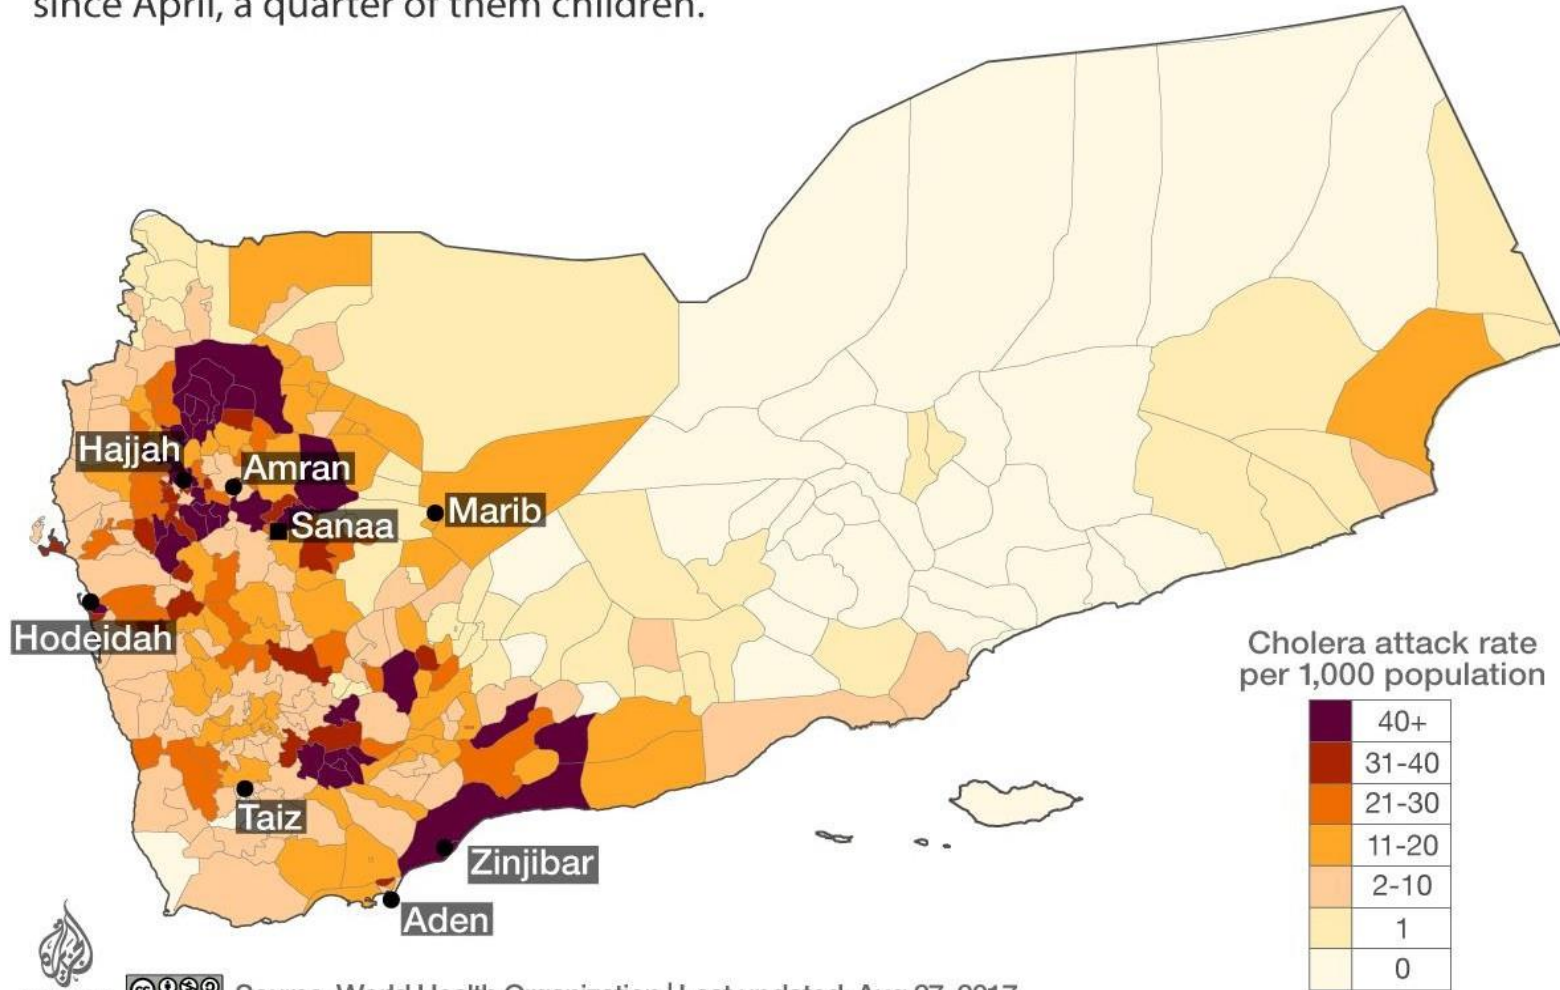 since April, a quarter of them children.
Hajjah
Amran
Marib
Sanaa
Hodeidah
Taiz
Zinjibar
Aden
Cholera attack rate
per 1,000 population
40+
31-40
21-30
11-20
2-10
1
0
Source: World Health Organization | Last updated: Aug 27, 2017